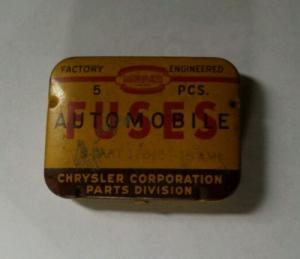 FACTORY ENGINEERED
5 PCS.
AUTOMOBILE
FUSES
CHRYSLER CORPORATION
PARTS DIVISION